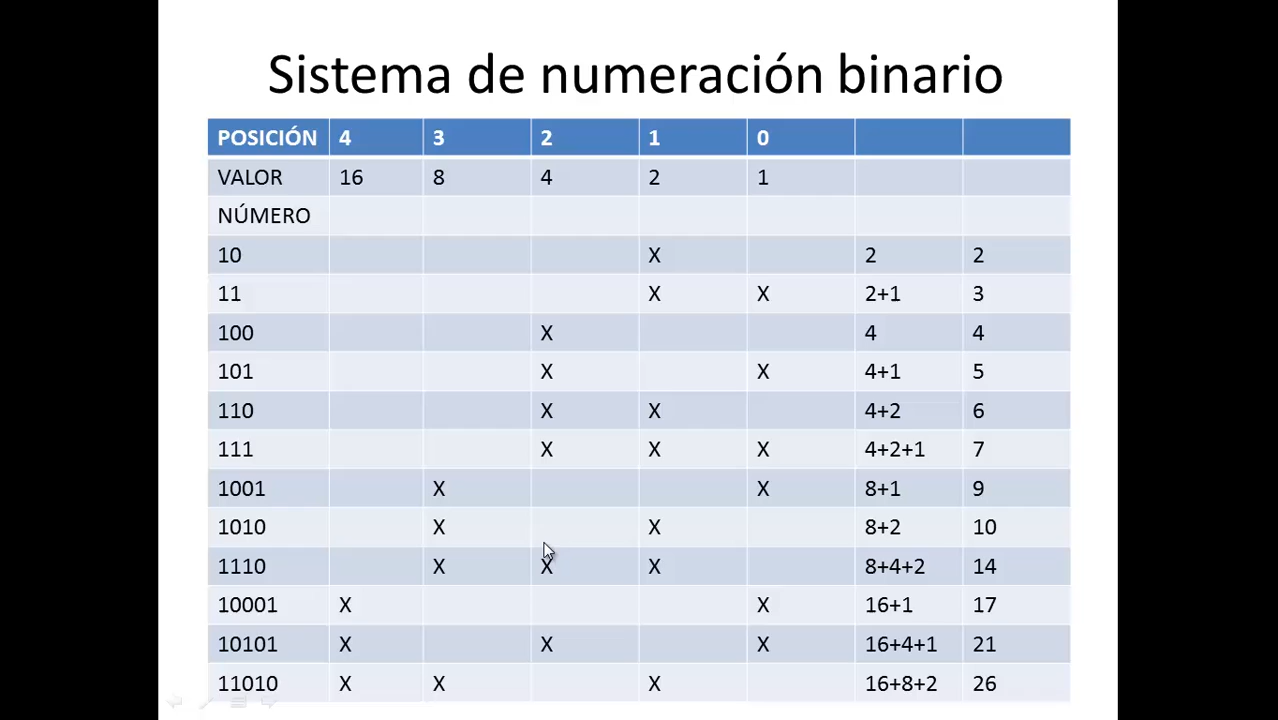 Sistema de numeración binario
POSICIÓN 4 3 2 1 0
VALOR 16 8 4 2 1
NÚMERO
10 X 2 2
11 X X 2+1 3
100 X 4 4
101 X X 4+1 5
110 X X 4+2 6
111 X X X 4+2+1 7
1001 X X 8+1 9
1010 X X 8+2 10
1110 X X X 8+4+2 14
10001 X X 16+1 17
10101 X X X 16+4+1 21
11010 X X X 16+8+2 26